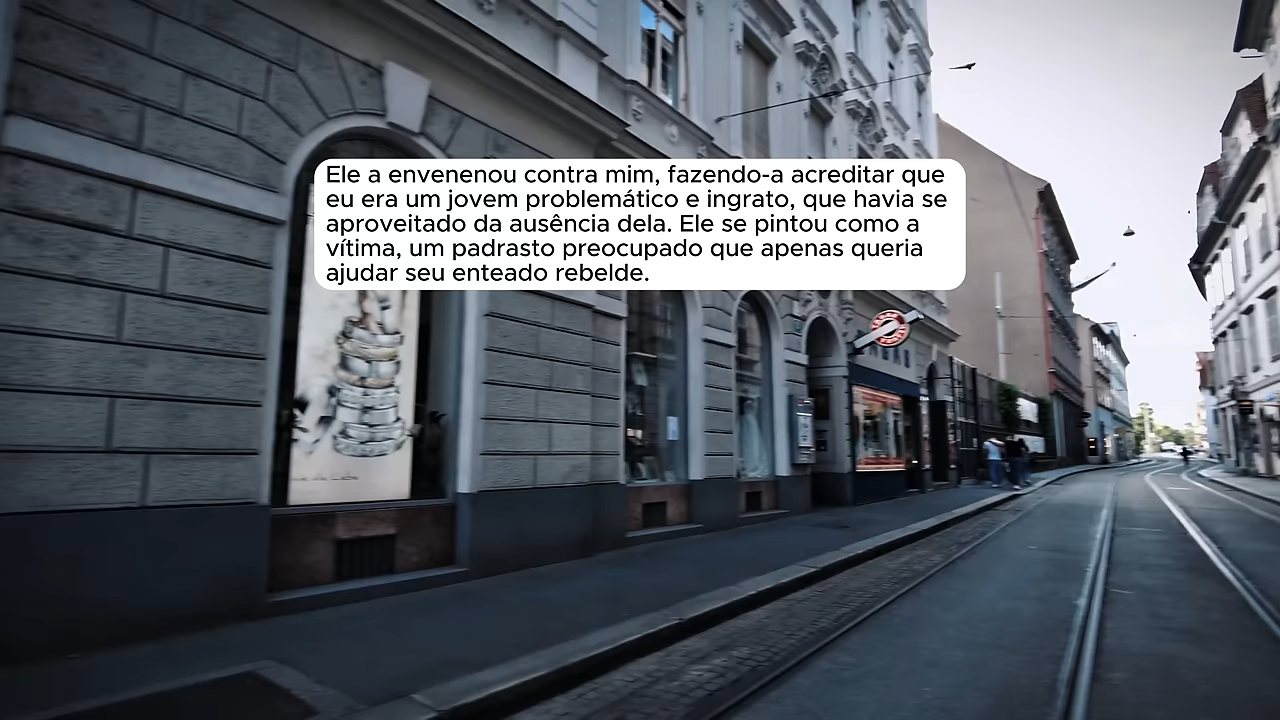 Ele a envenenou contra mim, fazendo-a acreditar que
eu era um jovem problemático e ingrato, que havia se
aproveitado da ausência dela. Ele se pintou como a
vítima, um padrasto preocupado que apenas queria
ajudar seu enteado rebelde.